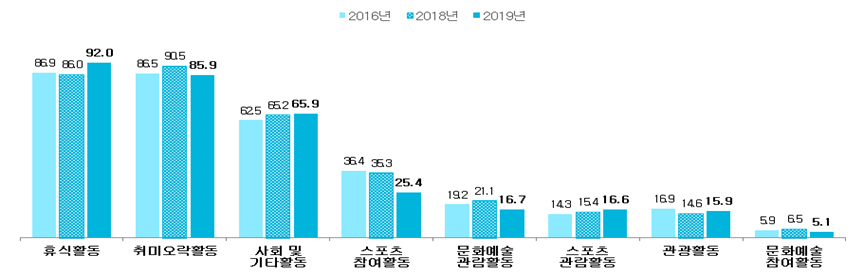 2016년 2018년 2019년
86.9 86.0 92.0
86.5 90.5 85.9
62.5 65.2 65.9
36.4 35.3 25.4
19.2 21.1 16.7
14.3 15.4 16.6
16.9 14.6 15.9
5.9 6.5 5.1
휴식활동
취미오락활동
사회 및
기타활동
스포츠
참여활동
문화예술
관람활동
스포츠
관람활동
관광활동
문화예술
참여활동